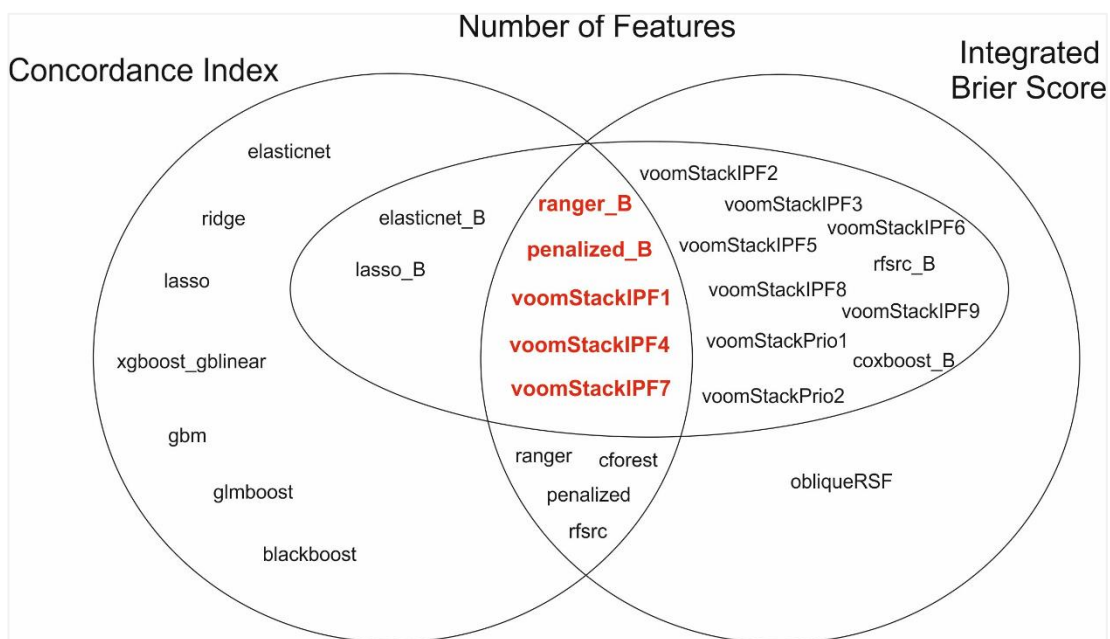 Number of Features
Concordance Index
Integrated
Brier Score
elasticnet
ridge
lasso
xgboost_gblinear
gbm
glmboost
blackboost
elasticnet_B
lasso_B
ranger_B
penalized_B
voomStackIPF1
voomStackIPF4
voomStackIPF7
ranger
cforest
penalized
rfsrc
voomStackIPF2
voomStackIPF3
voomStackIPF6
voomStackIPF5
rfsrc_B
voomStackIPF8
voomStackIPF9
voomStackPrio1
coxboost_B
voomStackPrio2
obliqueRSF